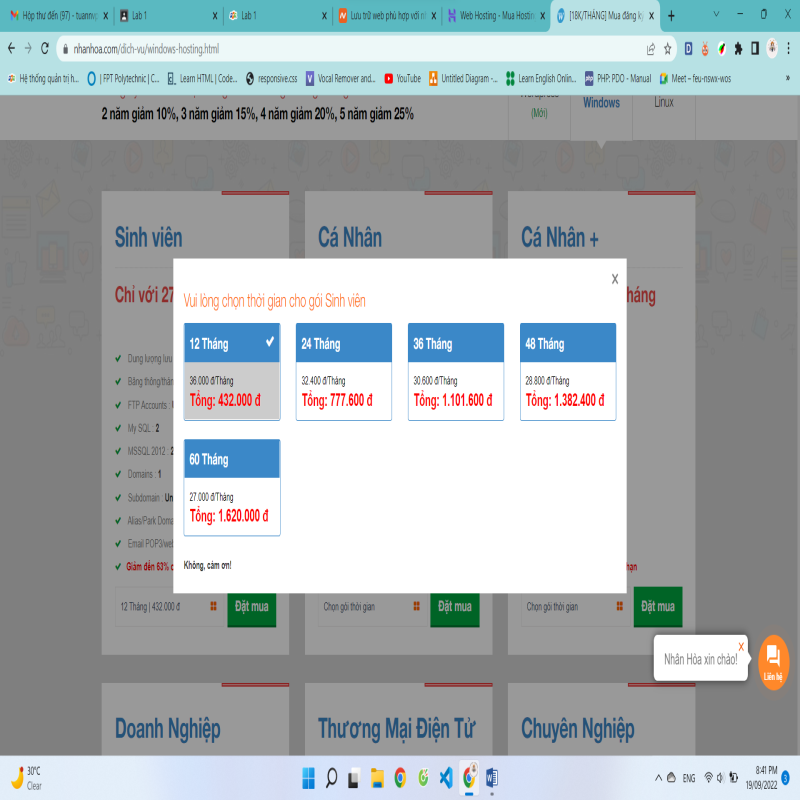 Hộp thư đến (97) - tuannvp
Lab 1
Lab 1
Lưu trữ web phù hợp với
Web Hosting - Mua Hostin
[18K/THÁNG] Mua đăng k
nhanhoa.com/dich-vu/windows-hosting.html
Hệ thống quản trị h...
| FPT Polytechnic | C...
Learn HTML | Code...
responsive.css
Vocal Remover and...
YouTube
Untitled Diagram -...
Learn English Onlin...
PHP: PDO - Manual
Meet – feu-nswx-wos
»
2 năm giảm 10%, 3 năm giảm 15%, 4 năm giảm 20%, 5 năm giảm 25%
(Mới)
Windows
Linux
Sinh viên
Cá Nhân
Cá Nhân +
Chỉ với 27
háng
Vui lòng chọn thời gian cho gói Sinh viên
X
12 Tháng
36.000 đ/Tháng
Tổng: 432.000 đ
24 Tháng
32.400 đ/Tháng
Tổng: 777.600 đ
36 Tháng
30.600 đ/Tháng
Tổng: 1.101.600 đ
48 Tháng
28.800 đ/Tháng
Tổng: 1.382.400 đ
60 Tháng
27.000 đ/Tháng
Tổng: 1.620.000 đ
Không, cảm ơn!
Dung lượng lưu
Băng thông/thán
FTP Accounts :
My SQL : 2
MSSQL 2012 : 2
Domains : 1
Subdomain : Un
Alias/Park Doma
Email POP3/we
Giảm đến 63% c
hạn
12 Tháng | 432.000 đ
Đặt mua
Chọn gói thời gian
Đặt mua
Chọn gói thời gian
Đặt mua
Nhân Hòa xin chào!
X
Liên hệ
Doanh Nghiệp
Thương Mại Điện Tử
Chuyên Nghiệp
30°C
Clear
ENG
8:41 PM
19/09/2022
3